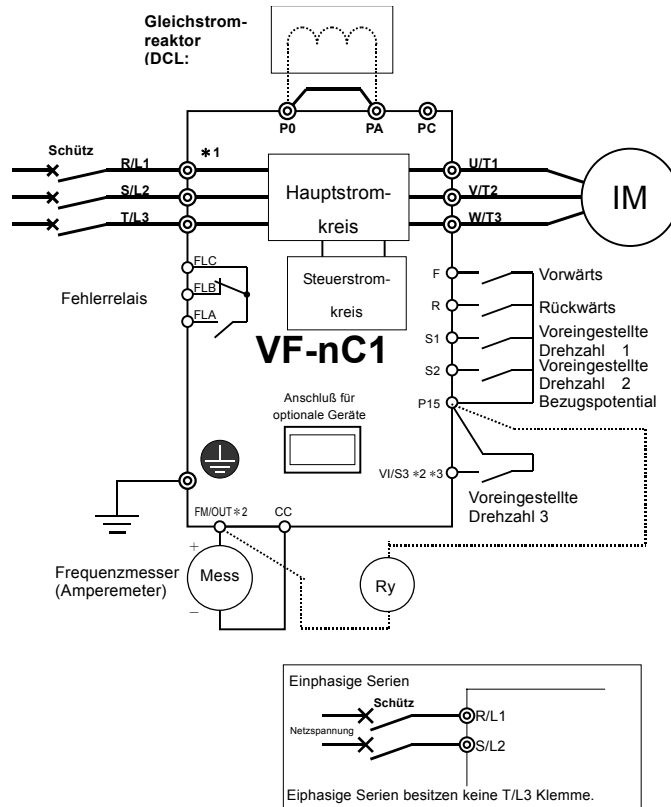 Gleichstrom-
reaktor
(DCL:
P0
PA
PC
Schütz
R/L1
S/L2
T/L3
*1
U/T1
V/T2
W/T3
Hauptstrom-
kreis
IM
Steuerstrom-
kreis
FLC
FLB
FLA
Fehlerrelais
VF-nC1
F
Vorwärts
R
Rückwärts
S1
Voreingestellte
Drehzahl 1
S2
Voreingestellte
Drehzahl 2
P15
Bezugspotential
Anschluß für
optionale Geräte
VI/S3 *2 *3
Voreingestellte
Drehzahl 3
FM/OUT *2
CC
+
Mess
−
Frequenzmesser
(Amperemeter)
Ry
Einphasige Serien
Schütz
Netzspannung
R/L1
S/L2
Eiphasige Serien besitzen keine T/L3 Klemme.